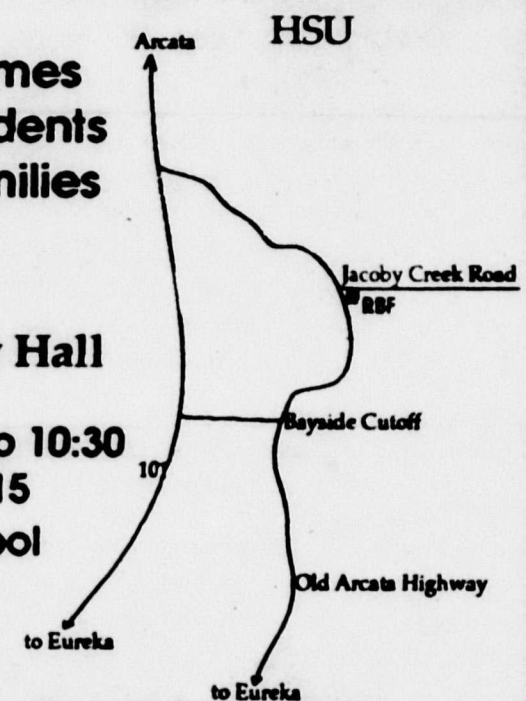 HSU
Arcata
mes
dents
nilies
Jacoby Creek Road
RBF
Hall
Bayside Cutoff
o 10:30
101
15
ool
Old Arcata Highway
to Eureka
to Eureka